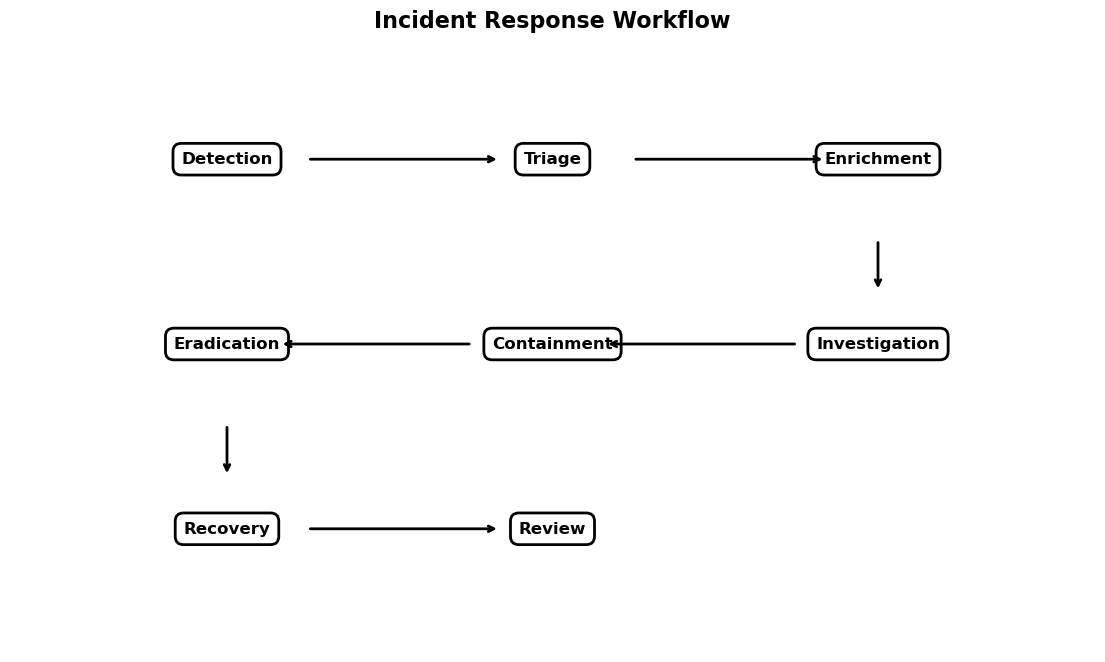 Incident Response Workflow
Detection
Triage
Enrichment
Eradication
Containment
Investigation
Recovery
Review